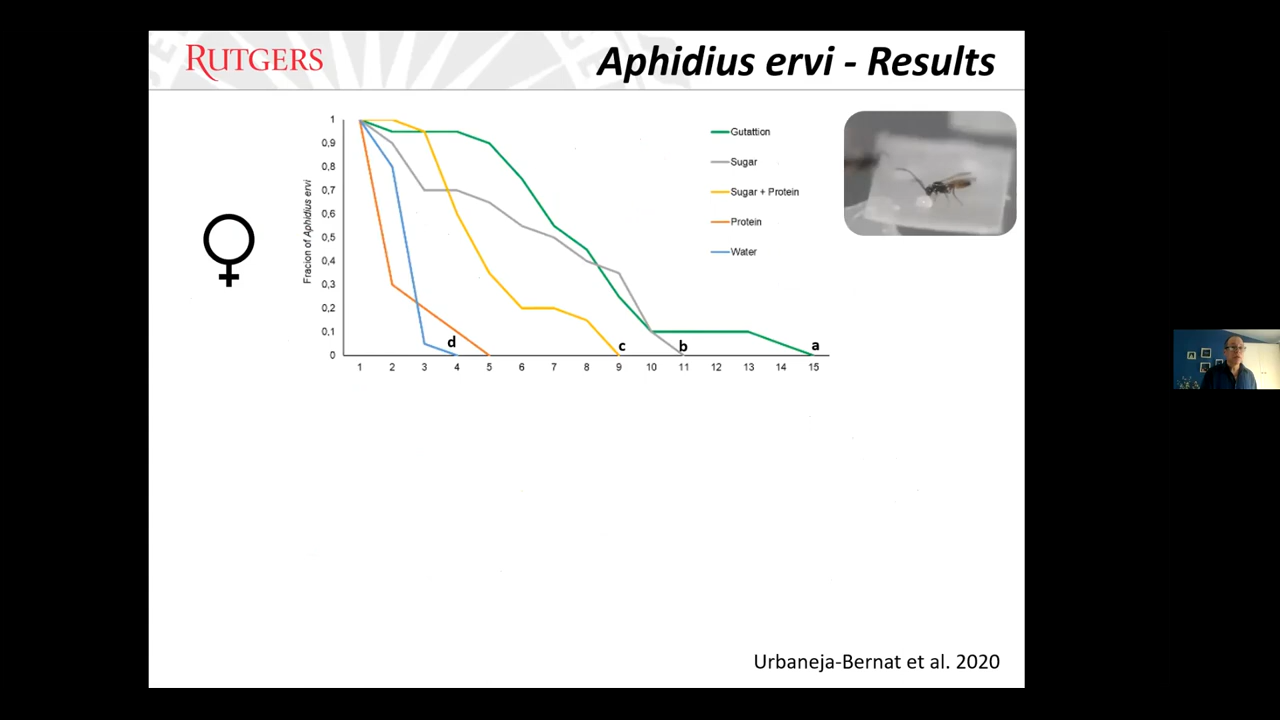 RUTGERS
Aphidius ervi - Results
Fracion of Aphidius ervi
1
0,9
0,8
0,7
0,6
0,5
0,4
0,3
0,2
0,1
0
1 2 3 4 5 6 7 8 9 10 11 12 13 14 15
d
c
b
a
Gutattion
Sugar
Sugar + Protein
Protein
Water
Urbaneja-Bernat et al. 2020